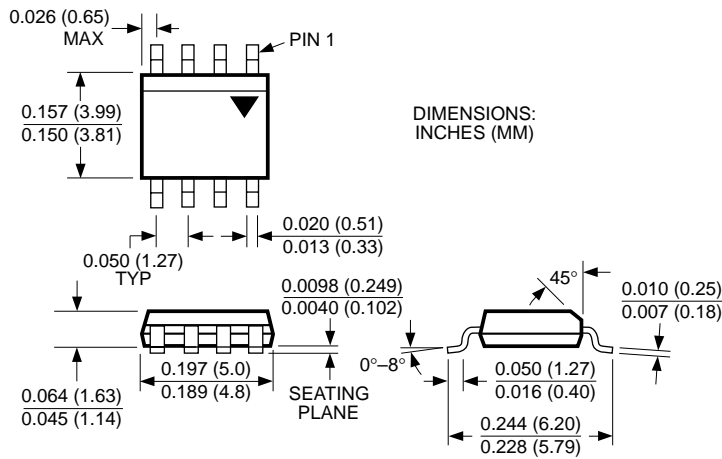 0.026 (0.65)
MAX
PIN 1
0.157 (3.99)
0.150 (3.81)
DIMENSIONS:
INCHES (MM)
0.020 (0.51)
0.013 (0.33)
0.050 (1.27)
TYP
0.0098 (0.249)
0.0040 (0.102)
45°
0.010 (0.25)
0.007 (0.18)
0°–8°
0.050 (1.27)
0.016 (0.40)
0.197 (5.0)
0.189 (4.8)
SEATING
PLANE
0.064 (1.63)
0.045 (1.14)
0.244 (6.20)
0.228 (5.79)